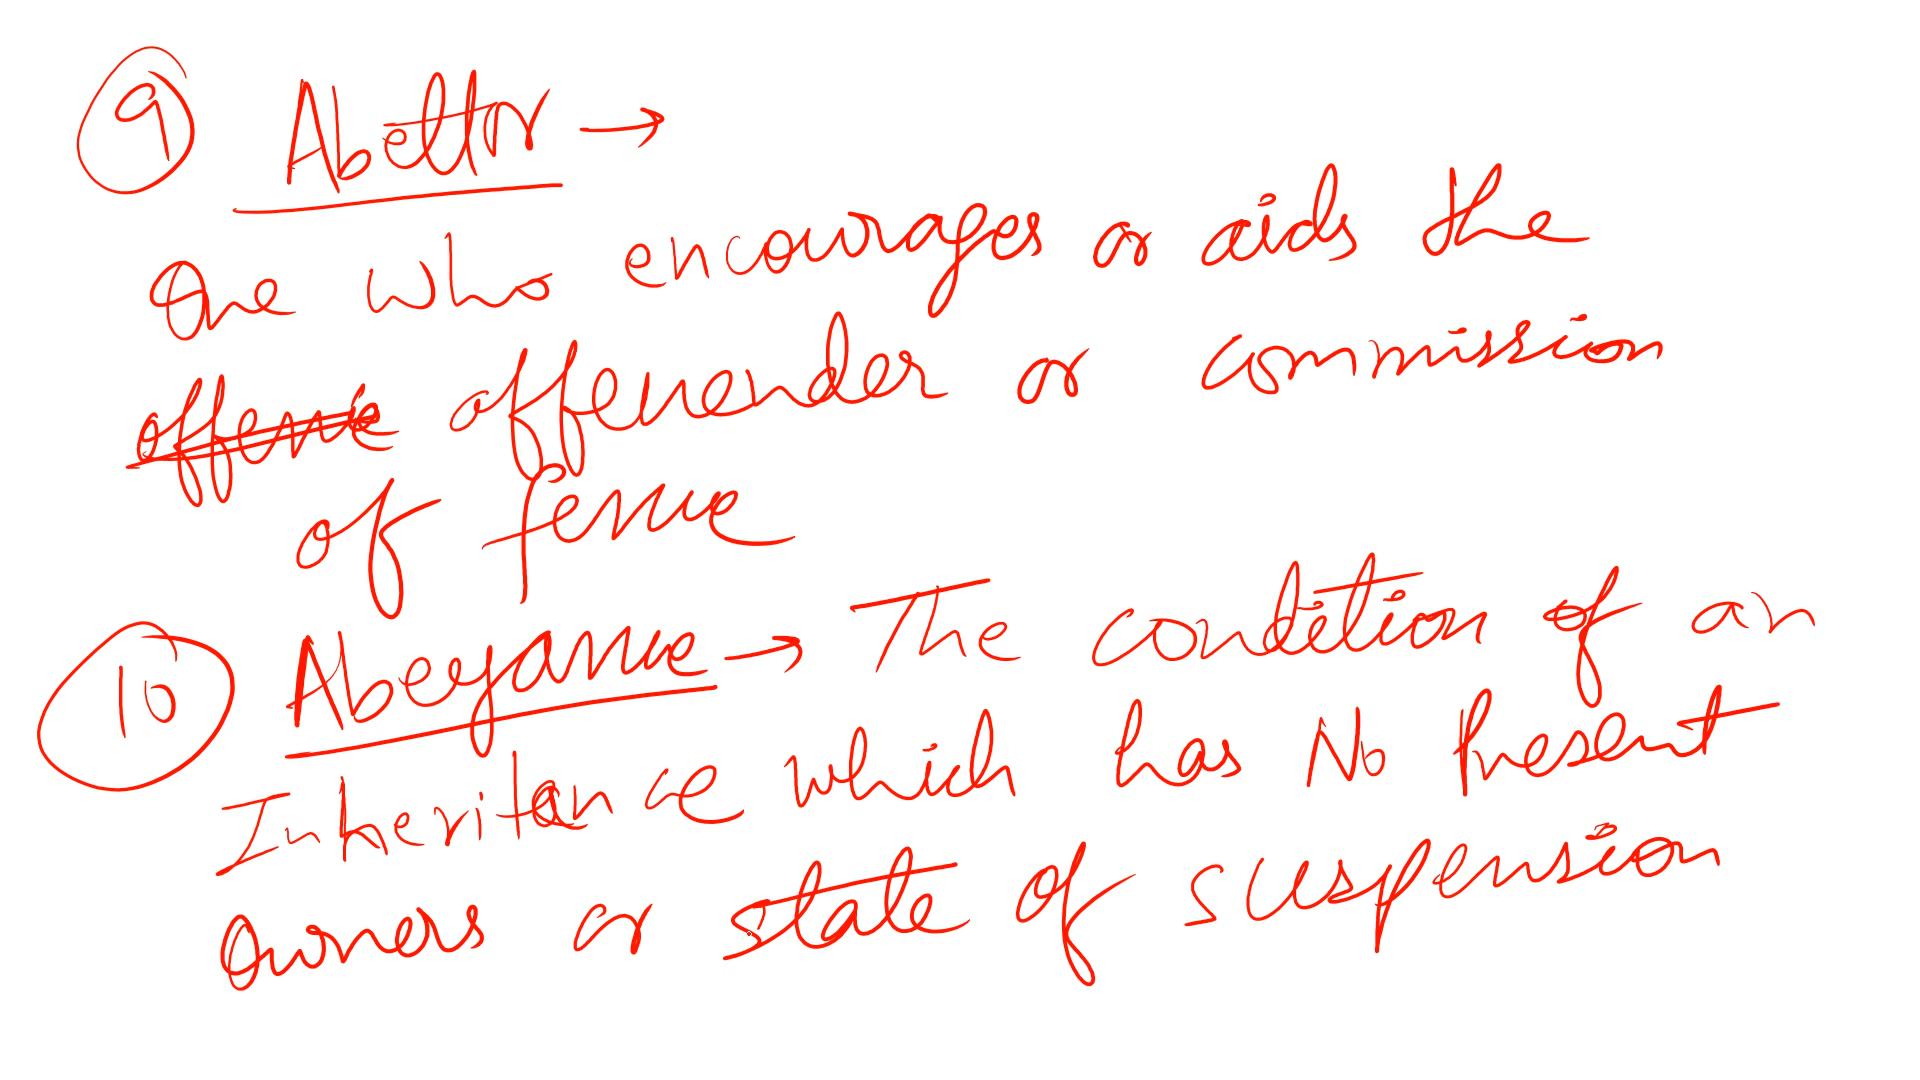 9 Abettor →
One who encourages or aids the
offence offenender or commission
of fence
10 Abeyance → The condition of an
Inheritance which has No Present
Owners or state of suspension